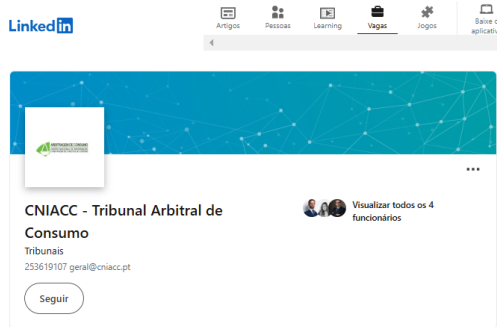 Linked in
Artigos
Pessoas
Learning
Vagas
Jogos
Baixe o
aplicativ
CNIACC - Tribunal Arbitral de
Consumo
Tribunais
253619107 geral@cniacc.pt
Seguir
Visualizar todos os 4
funcionários